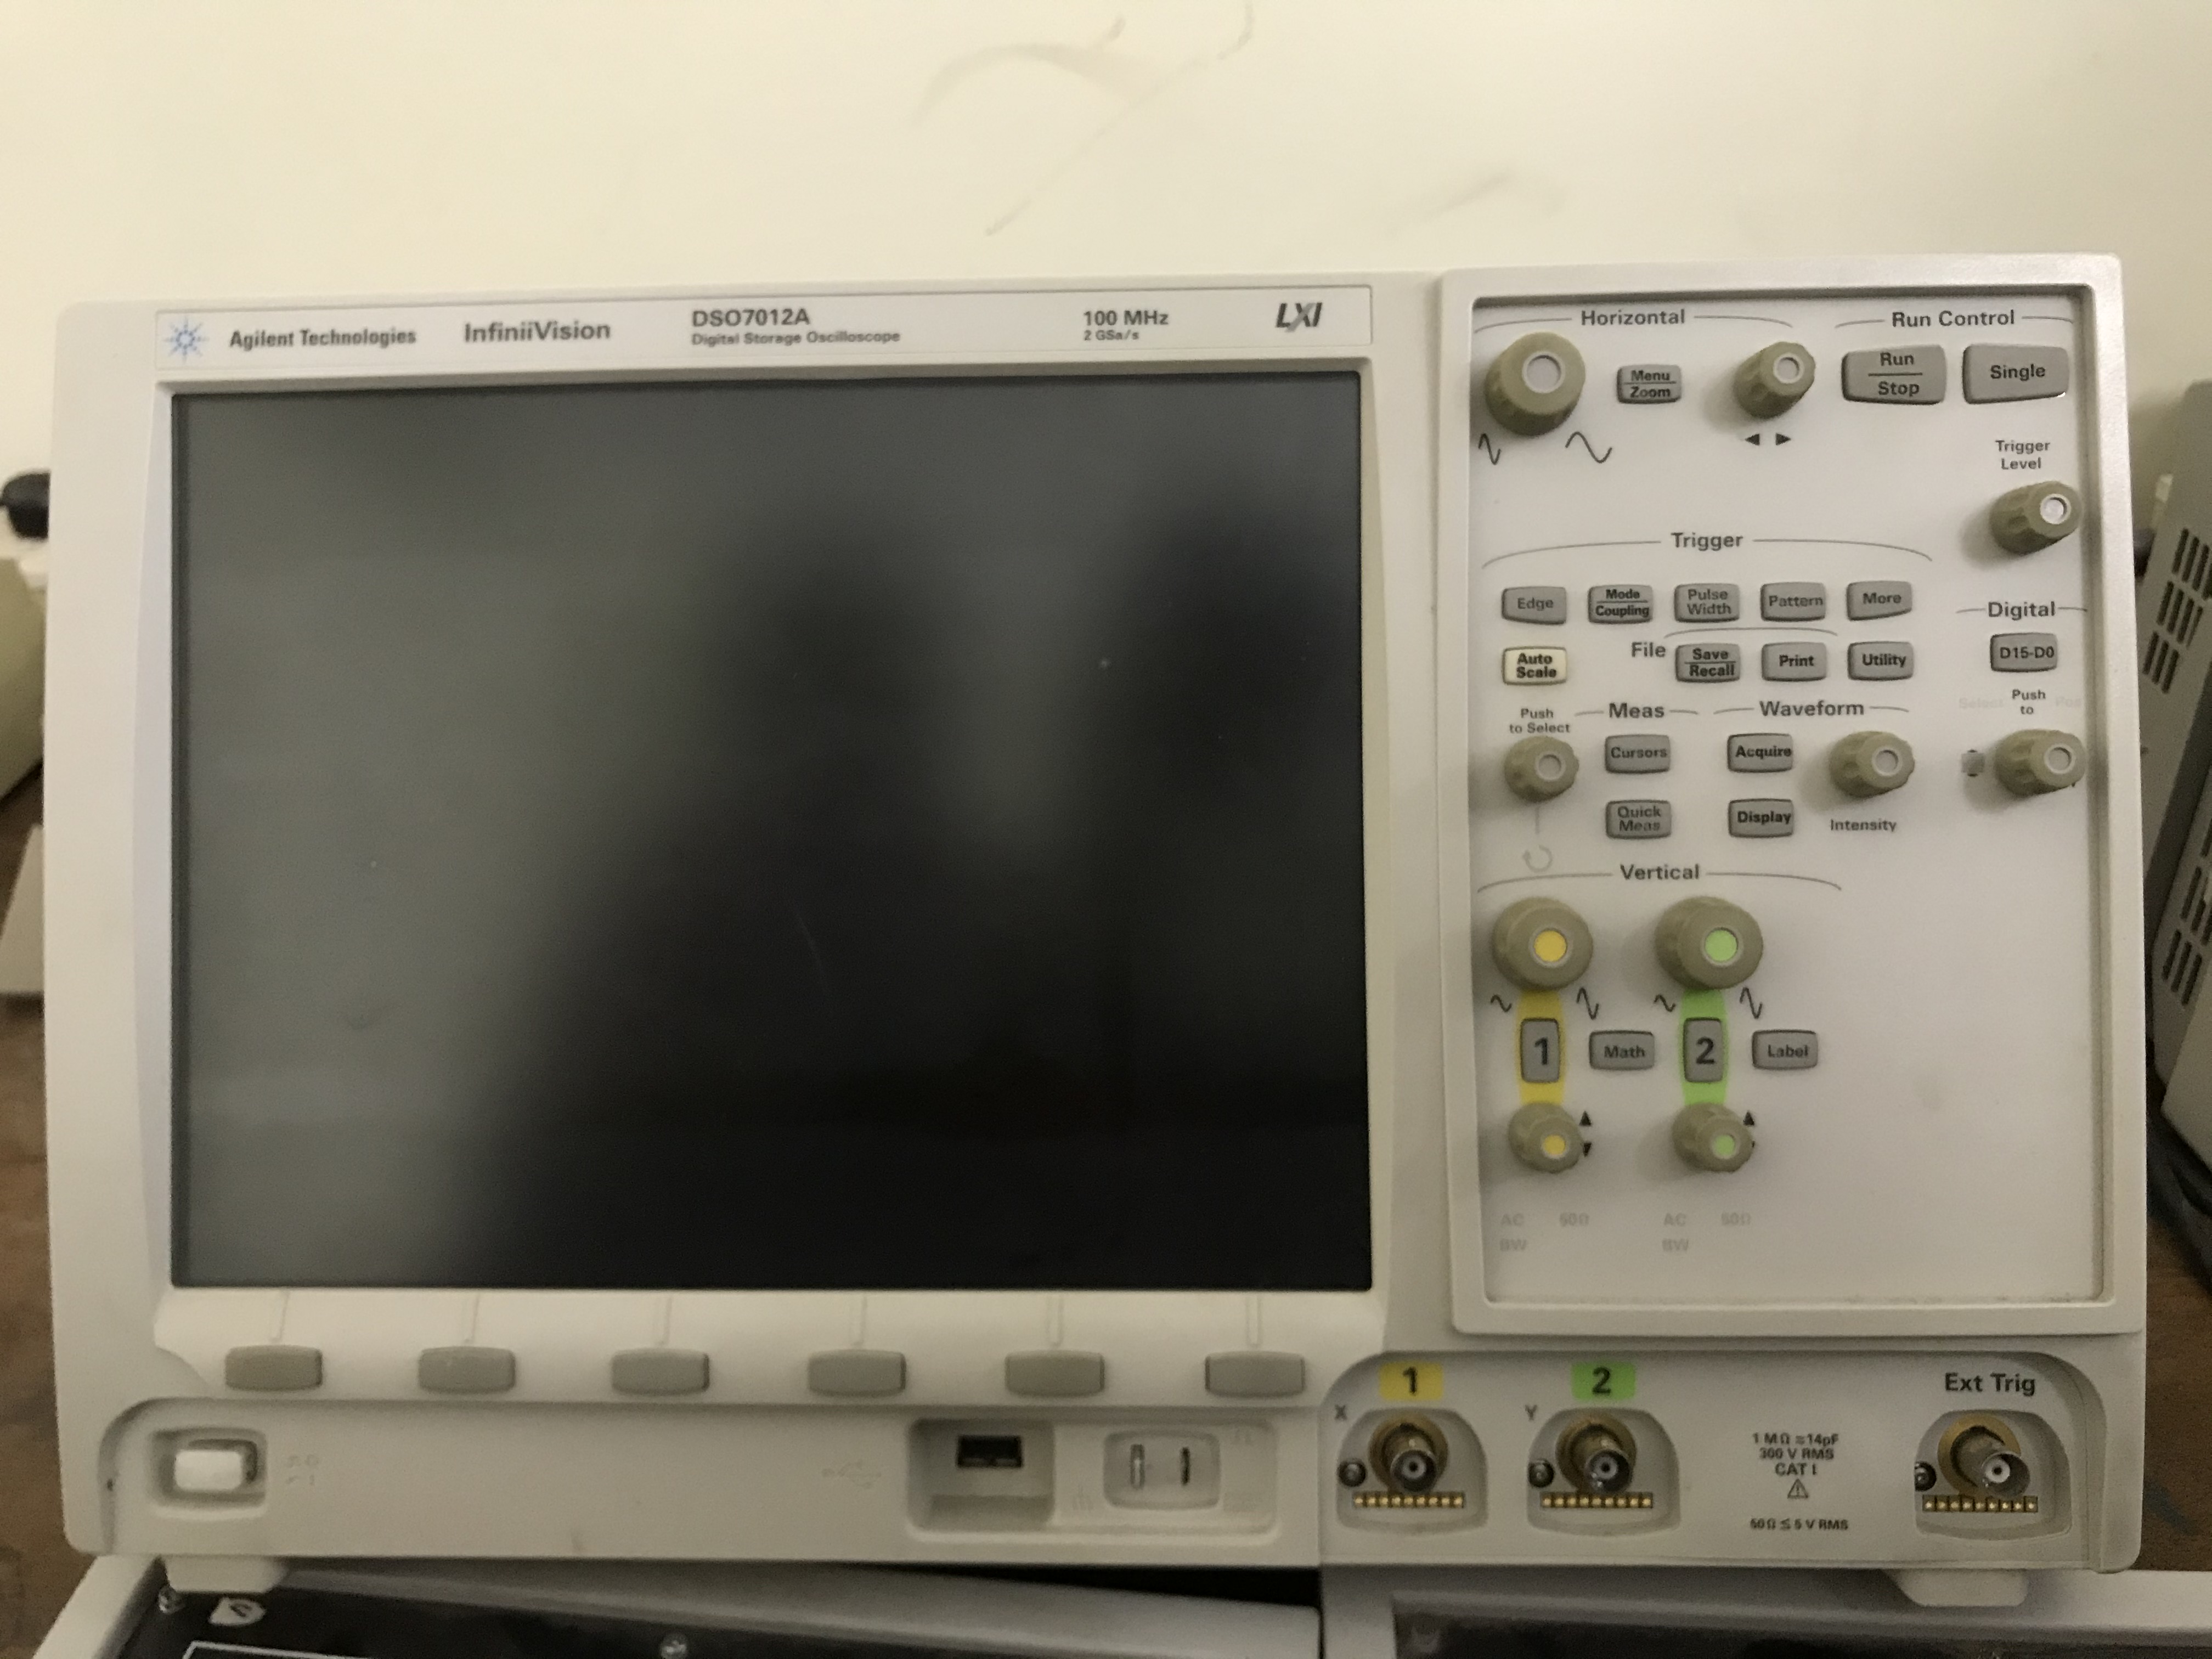 Agilent Technologies
InfiniiVision
DSO7012A
Digital Storage Oscilloscope
100 MHz
2 GSa/s
LXI
Horizontal
Run Control
Menu
Zoom
Run
Stop
Single
Trigger
Level
Trigger
Edge
Mode
Coupling
Pulse
Width
Pattern
More
Digital
Auto
Scale
File
Save
Recall
Print
Utility
D15-D0
Push
to Select
Meas
Waveform
Select
Push
to
Pos
Cursors
Acquire
Quick
Meas
Display
Intensity
Vertical
1
Math
2
Label
AC 50Ω
BW
AC 50Ω
BW
1
2
Ext Trig
X
Y
1 MΩ ≅14pF
300 V RMS
CAT I
50Ω ≤ 5 V RMS